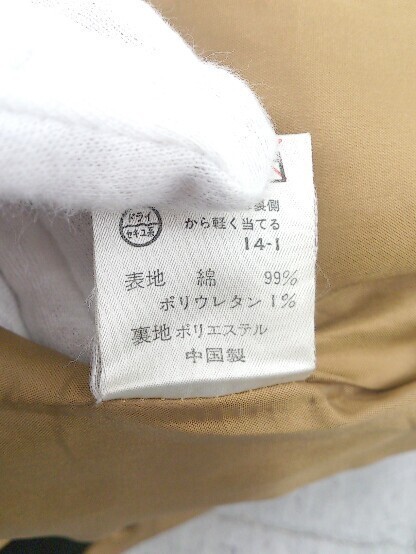 ドライ
セキユ系
裏側
から軽く当てる
14-1
表地 綿 99%
ポリウレタン 1%
裏地 ポリエステル
中国製